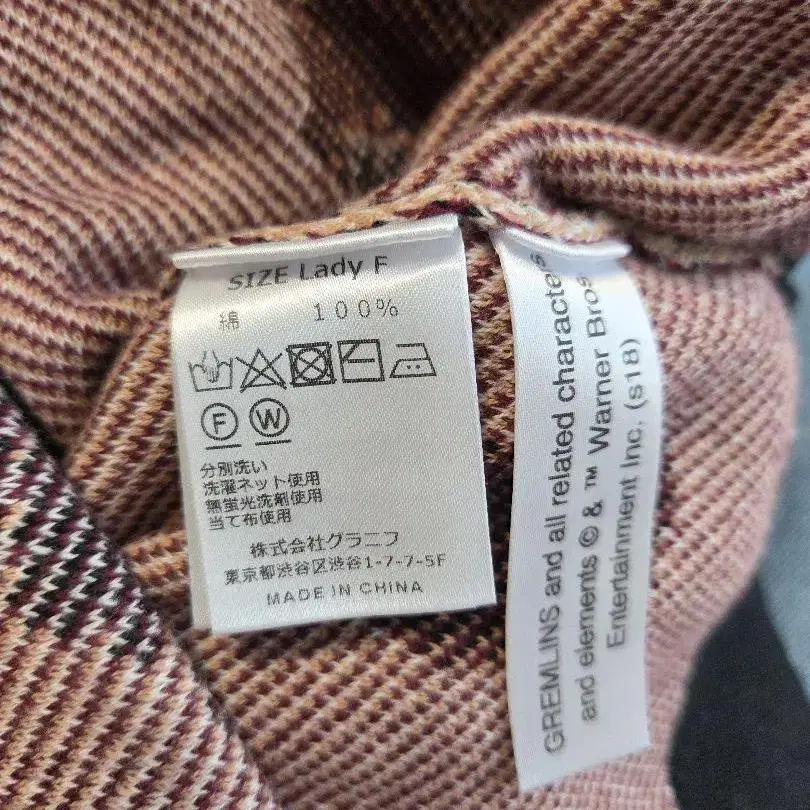 SIZE Lady F
綿 100%
F W
分別洗い
洗濯ネット使用
無蛍光洗剤使用
当て布使用
株式会社グラニフ
東京都渋谷区渋谷1-7-7-5F
MADE IN CHINA
GREMLINS and all related characters
and elements © & ™ Warner Bros
Entertainment Inc. (s18)